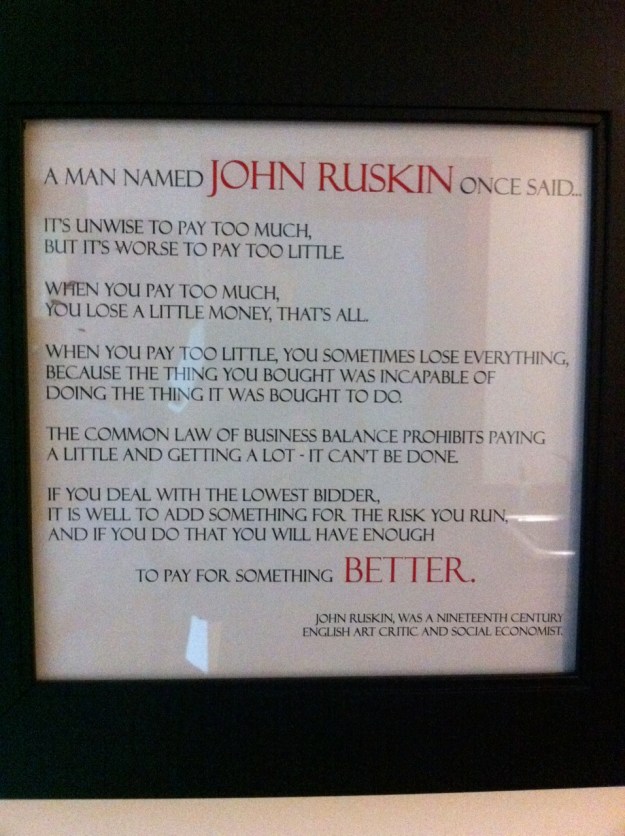 A MAN NAMED JOHN RUSKIN ONCE SAID...
IT'S UNWISE TO PAY TOO MUCH,
BUT IT'S WORSE TO PAY TOO LITTLE.
WHEN YOU PAY TOO MUCH,
YOU LOSE A LITTLE MONEY, THAT'S ALL.
WHEN YOU PAY TOO LITTLE, YOU SOMETIMES LOSE EVERYTHING,
BECAUSE THE THING YOU BOUGHT WAS INCAPABLE OF
DOING THE THING IT WAS BOUGHT TO DO.
THE COMMON LAW OF BUSINESS BALANCE PROHIBITS PAYING
A LITTLE AND GETTING A LOT - IT CAN'T BE DONE.
IF YOU DEAL WITH THE LOWEST BIDDER,
IT IS WELL TO ADD SOMETHING FOR THE RISK YOU RUN,
AND IF YOU DO THAT YOU WILL HAVE ENOUGH
TO PAY FOR SOMETHING BETTER.
JOHN RUSKIN, WAS A NINETEENTH CENTURY
ENGLISH ART CRITIC AND SOCIAL ECONOMIST.